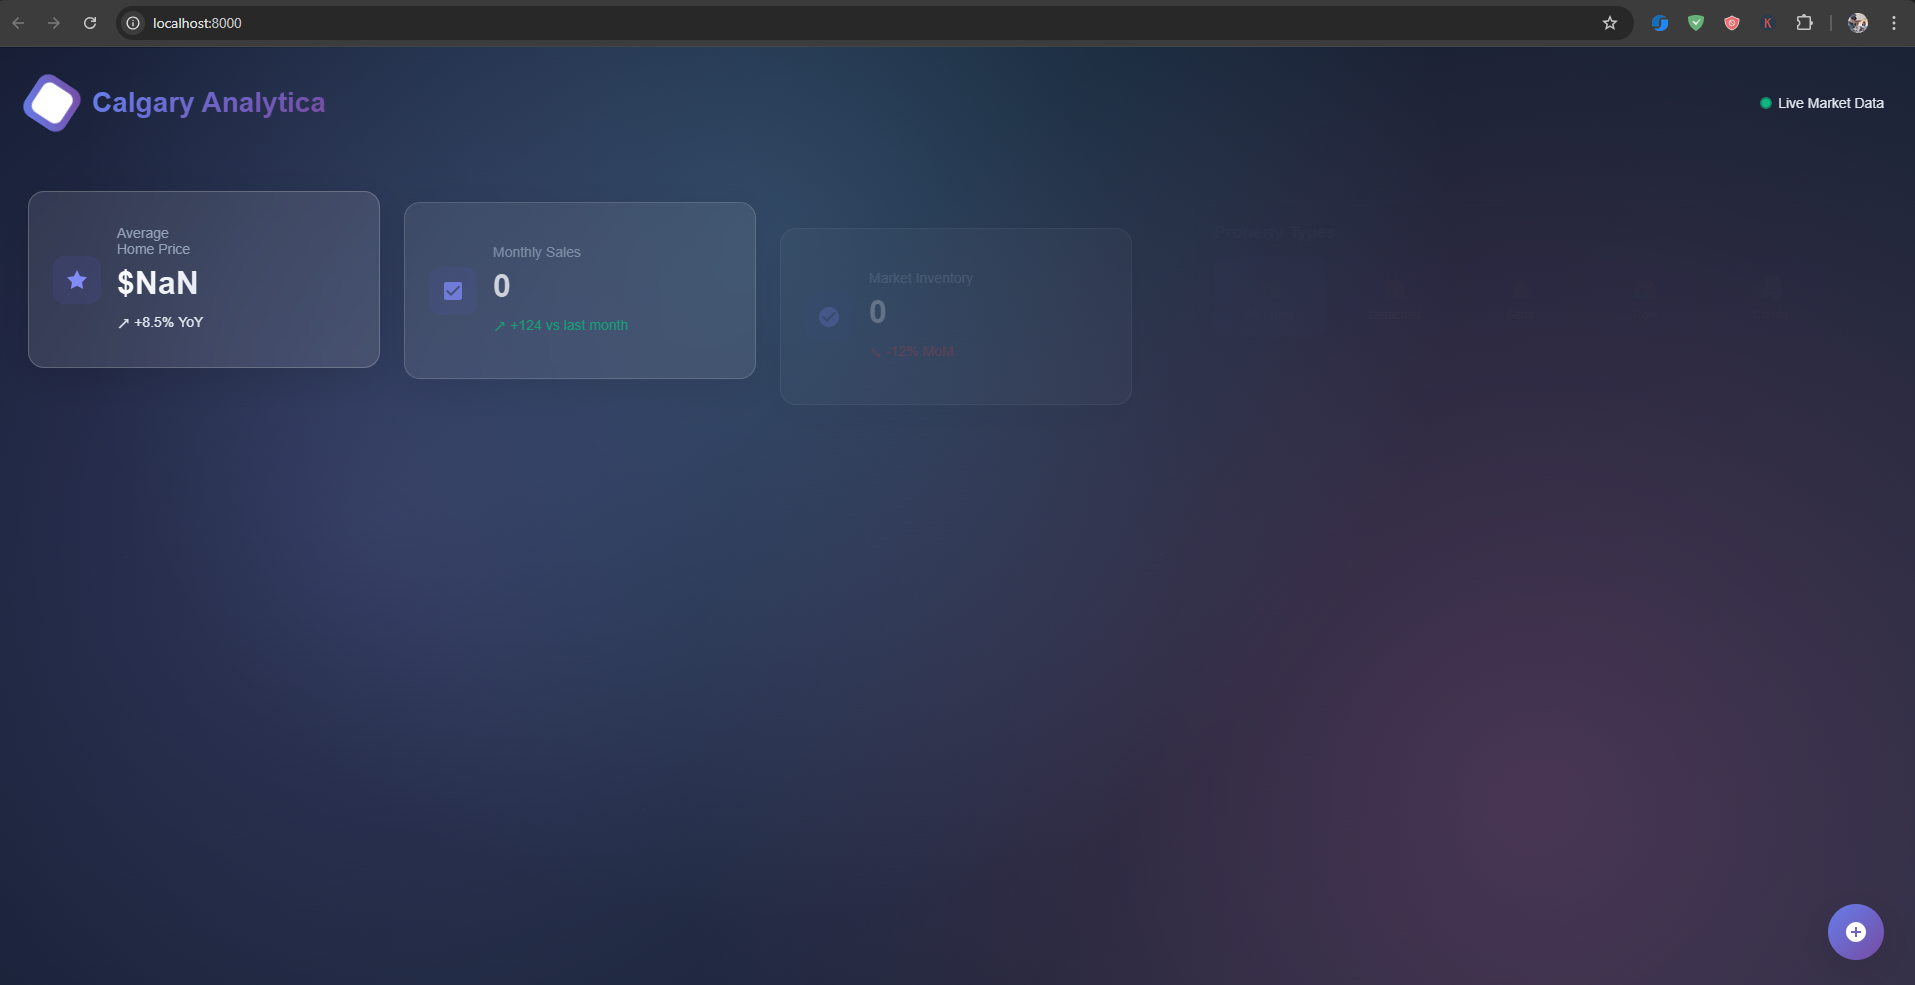 localhost:8000
Calgary Analytica
Live Market Data
Average
Home Price
$NaN
↗ +8.5% YoY
Monthly Sales
0
↗ +124 vs last month
Market Inventory
0
↘ -12% MoM
Property Types